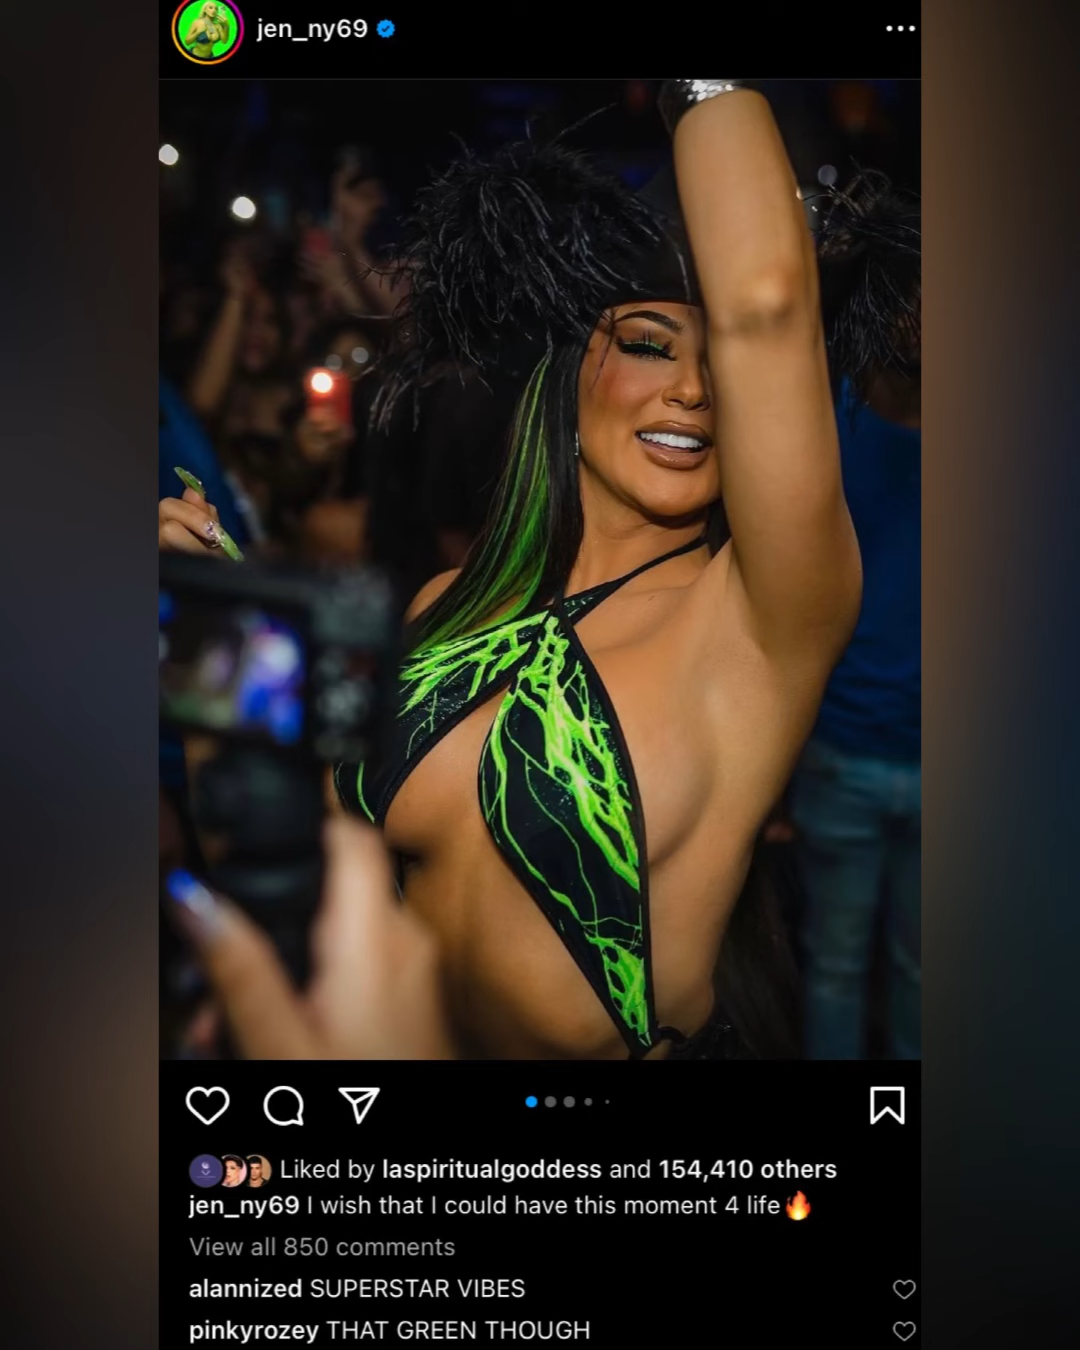 jen_ny69
Liked by laspiritualgoddess and 154,410 others
jen_ny69 I wish that I could have this moment 4 life🔥
View all 850 comments
alannized SUPERSTAR VIBES
pinkyrozey THAT GREEN THOUGH